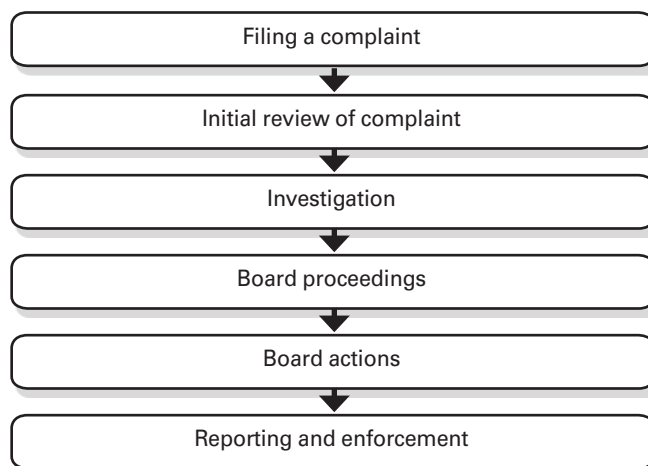 Filing a complaint
Initial review of complaint
Investigation
Board proceedings
Board actions
Reporting and enforcement